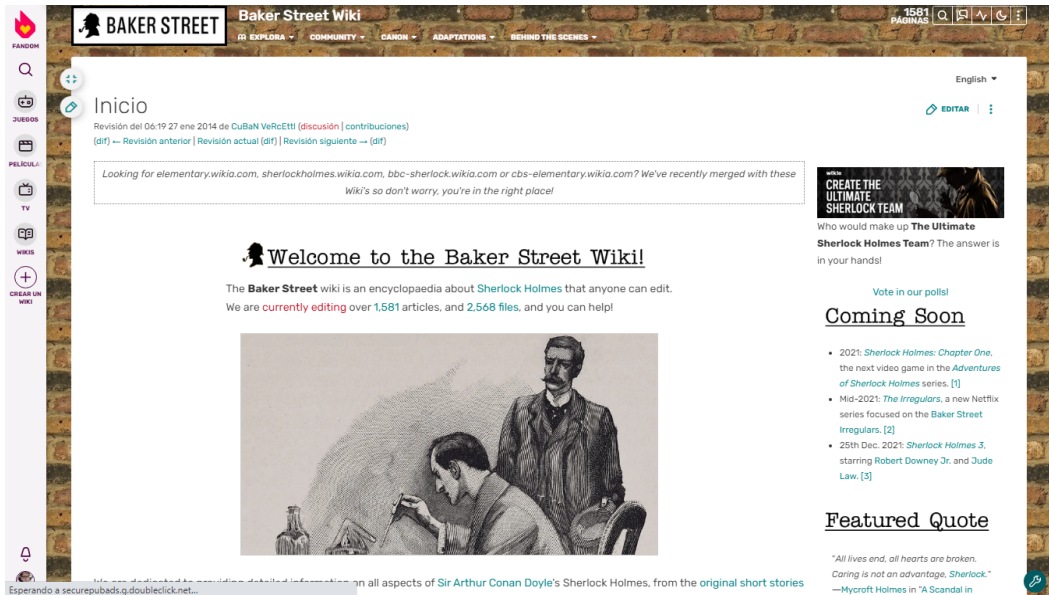 FANDOM
JUEGOS
PELÍCULA
TV
WIKIS
CREAR UN
WIKI
BAKER STREET
Baker Street Wiki
EXPLORA
COMMUNITY
CANON
ADAPTATIONS
BEHIND THE SCENES
1581
PÁGINAS
English
Inicio
EDITAR
Revisión del 06:19 27 ene 2014 de CuBaN VeRcEttI (discusión | contribuciones)
(dif) ← Revisión anterior | Revisión actual (dif) | Revisión siguiente → (dif)
Looking for elementary.wikia.com, sherlockholmes.wikia.com, bbc-sherlock.wikia.com or cbs-elementary.wikia.com? We've recently merged with these
Wiki's so don't worry, you're in the right place!
Welcome to the Baker Street Wiki!
The Baker Street wiki is an encyclopaedia about Sherlock Holmes that anyone can edit.
We are currently editing over 1,581 articles, and 2,568 files, and you can help!
We are dedicated to providing detailed information on all aspects of Sir Arthur Conan Doyle's Sherlock Holmes, from the original short stories
wikia
CREATE THE
ULTIMATE
SHERLOCK TEAM
Who would make up The Ultimate
Sherlock Holmes Team? The answer is
in your hands!
Vote in our polls!
Coming Soon
2021: Sherlock Holmes: Chapter One,
the next video game in the Adventures
of Sherlock Holmes series. [1]
Mid-2021: The Irregulars, a new Netflix
series focused on the Baker Street
Irregulars. [2]
25th Dec. 2021: Sherlock Holmes 3,
starring Robert Downey Jr. and Jude
Law. [3]
Featured Quote
"All lives end, all hearts are broken.
Caring is not an advantage, Sherlock."
—Mycroft Holmes in "A Scandal in
Esperando a securepubads.g.doubleclick.net...